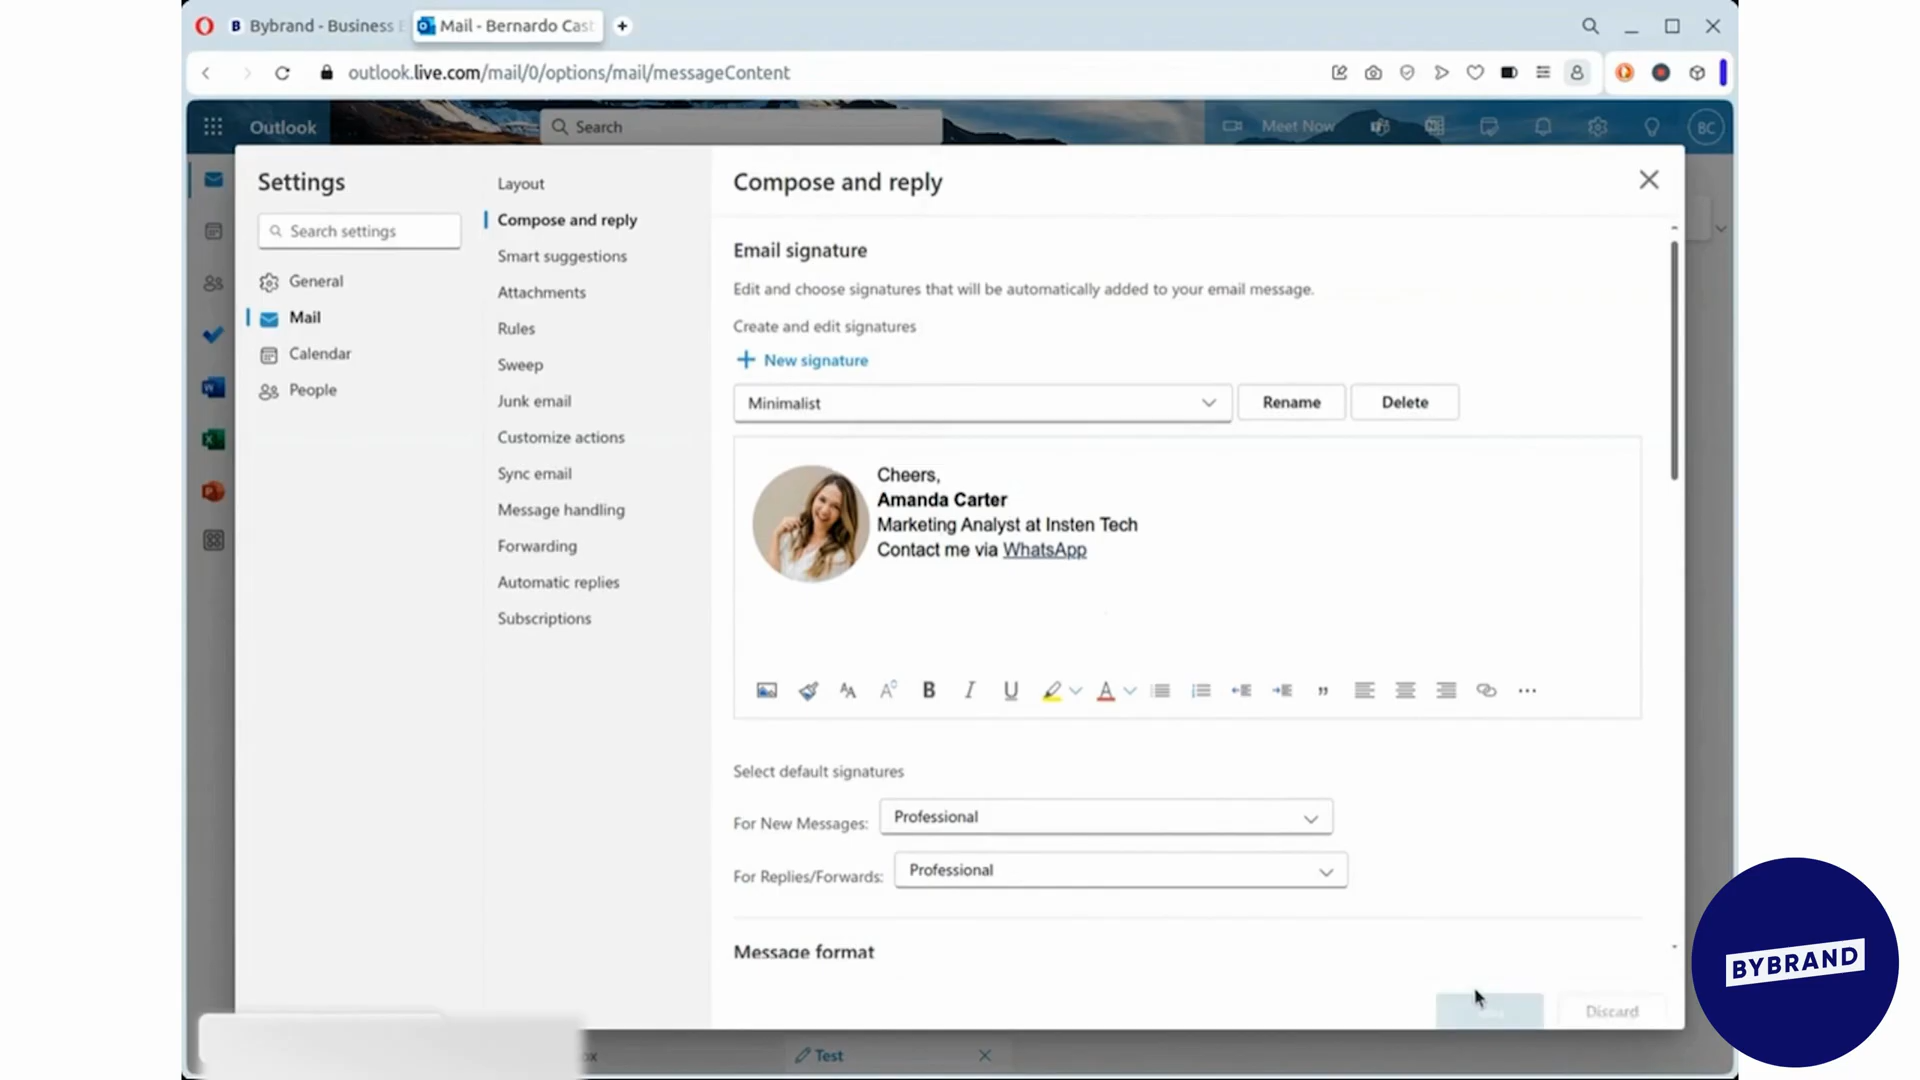 Bybrand - Business
Mail - Bernardo Cast
outlook.live.com/mail/0/options/mail/messageContent
Outlook
Search
Meet Now
BC
Settings
Search settings
General
Mail
Calendar
People
Layout
Compose and reply
Smart suggestions
Attachments
Rules
Sweep
Junk email
Customize actions
Sync email
Message handling
Forwarding
Automatic replies
Subscriptions
Compose and reply
Email signature
Edit and choose signatures that will be automatically added to your email message.
Create and edit signatures
New signature
Minimalist
Rename
Delete
Cheers,
Amanda Carter
Marketing Analyst at Insten Tech
Contact me via WhatsApp
Select default signatures
For New Messages:
Professional
For Replies/Forwards:
Professional
Message format
Discard
Test
BYBRAND